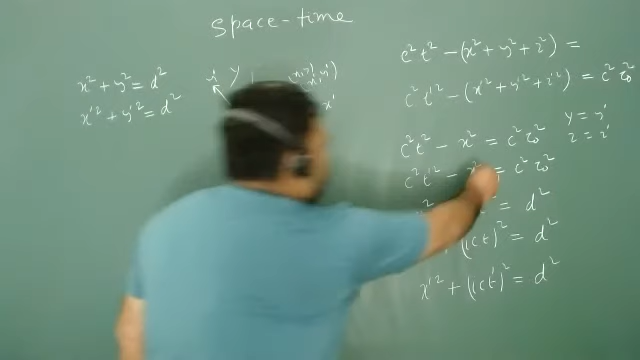 space-time
x² + y² = d²
x'² + y'² = d²
y
x'
c²t² - (x² + y² + z²) =
c²t'² - (x'² + y'² + z'²) = c²τ₀²
y = y'
z = z'
c²t² - x² = c²τ₀²
c²t'² - = c²τ₀²
= d²
(ict)² = d²
x'² + (ict')² = d²